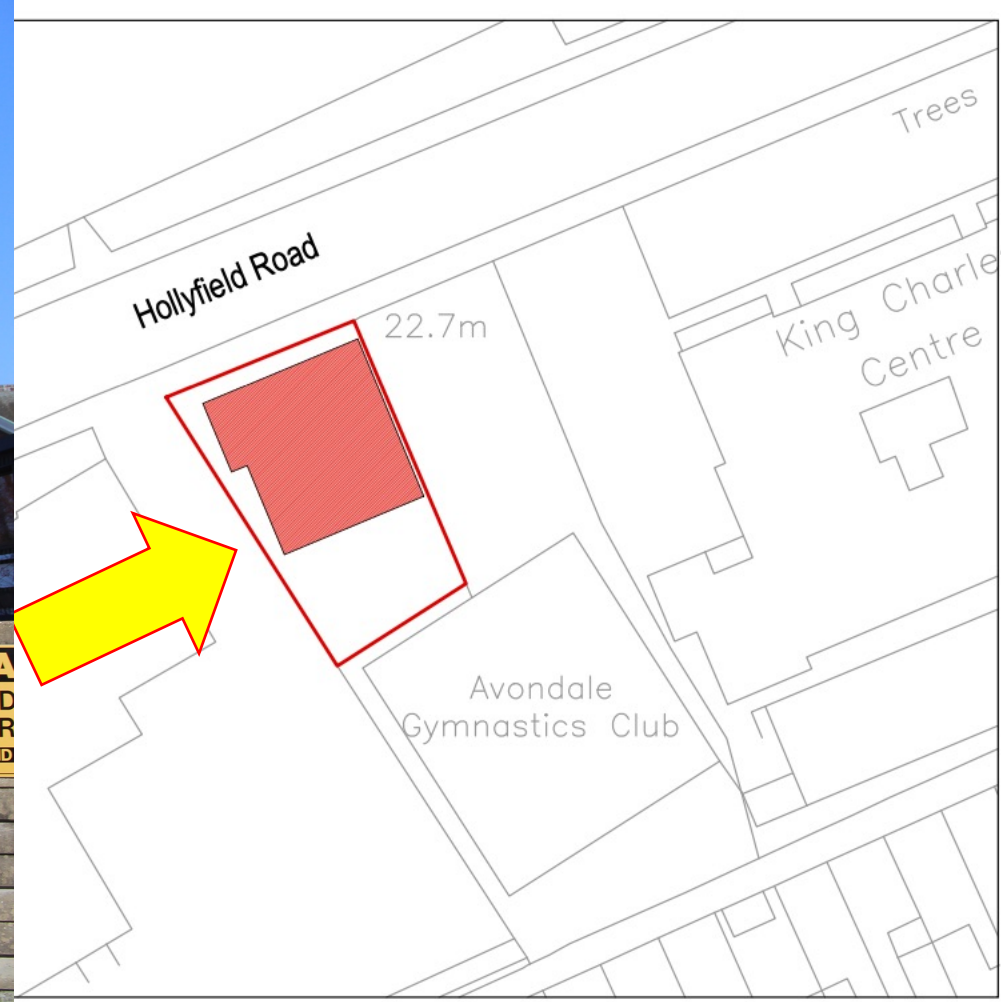 Trees
Hollyfield Road
22.7m
King Charle
Centre
Avondale
Gymnastics Club
A
D
R
D